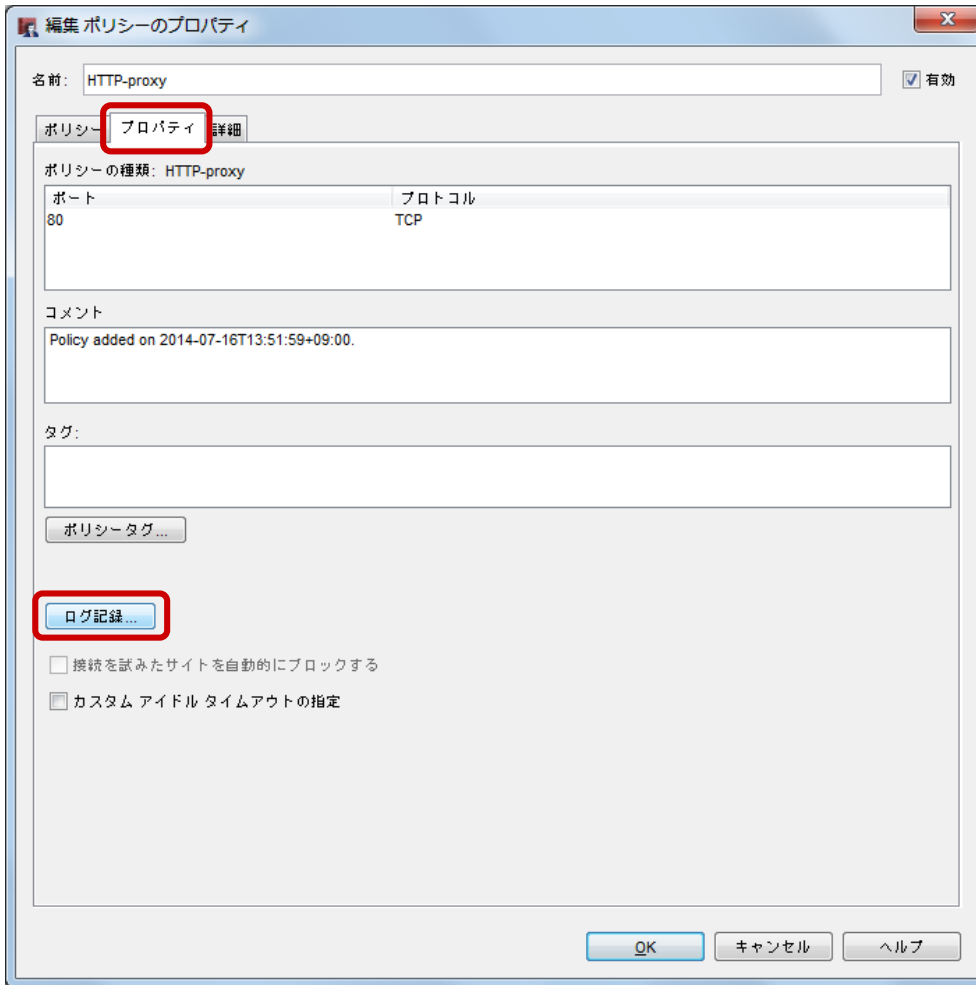 編集 ポリシーのプロパティ
名前: HTTP-proxy 有効
ポリシー プロパティ 詳細
ポリシーの種類: HTTP-proxy
ポート プロトコル
80 TCP
コメント
Policy added on 2014-07-16T13:51:59+09:00.
タグ:
ポリシータグ...
ログ記録...
接続を試みたサイトを自動的にブロックする
カスタム アイドル タイムアウトの指定
OK キャンセル ヘルプ